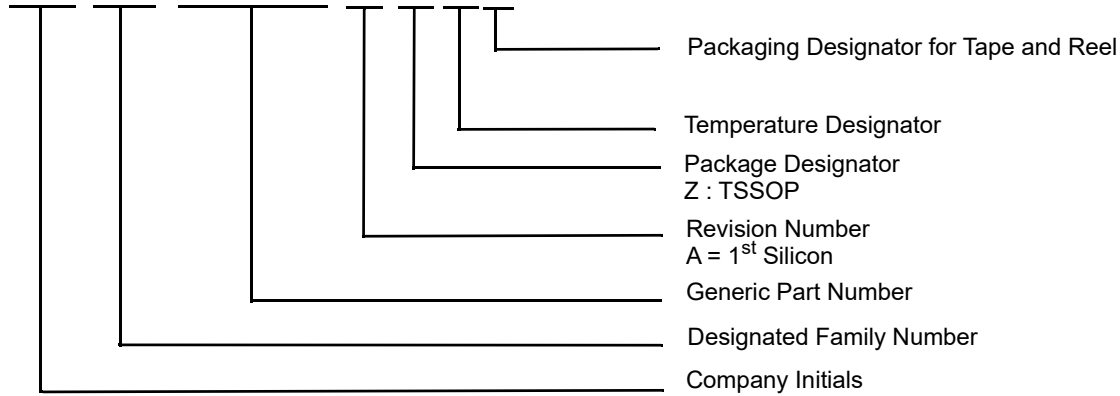 Packaging Designator for Tape and Reel
Temperature Designator
Package Designator
Z : TSSOP
Revision Number
A = 1st Silicon
Generic Part Number
Designated Family Number
Company Initials